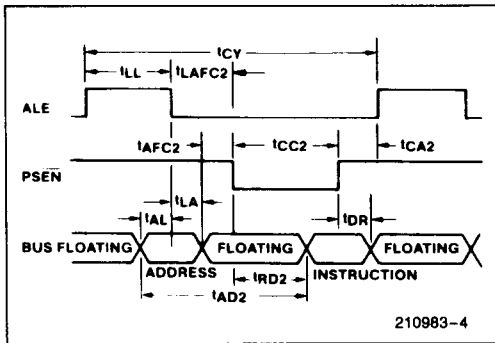 tCY
tLL
tLAFC2
ALE
tAFC2
tCC2
tCA2
PSEN
tLA
tAL
tDR
BUS FLOATING
FLOATING
FLOATING
ADDRESS
tRD2
INSTRUCTION
tAD2
210983-4